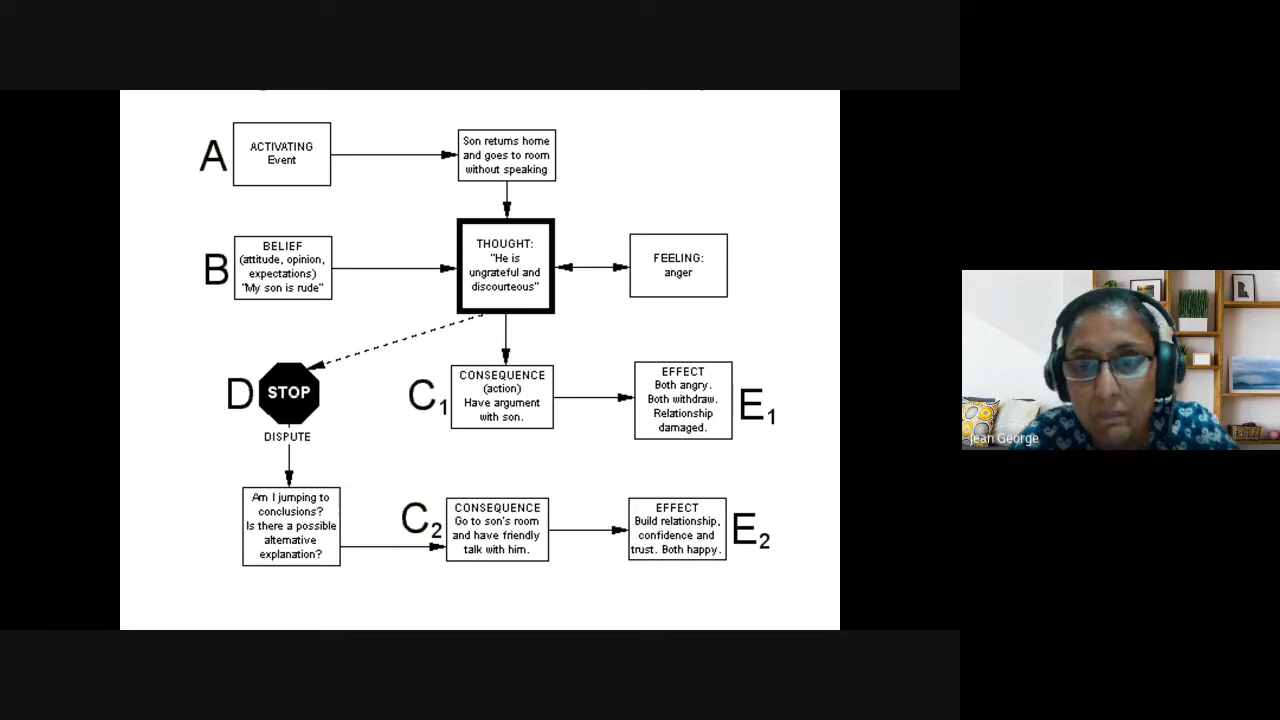 A
ACTIVATING
Event
Son returns home
and goes to room
without speaking
B
BELIEF
(attitude, opinion,
expectations)
"My son is rude"
THOUGHT:
"He is
ungrateful and
discourteous"
FEELING:
anger
D
STOP
DISPUTE
C1
CONSEQUENCE
(action)
Have argument
with son.
EFFECT
Both angry.
Both withdraw.
Relationship
damaged.
E1
Am I jumping to
conclusions?
Is there a possible
alternative
explanation?
C2
CONSEQUENCE
Go to son's room
and have friendly
talk with him.
EFFECT
Build relationship,
confidence and
trust. Both happy.
E2
Jean George